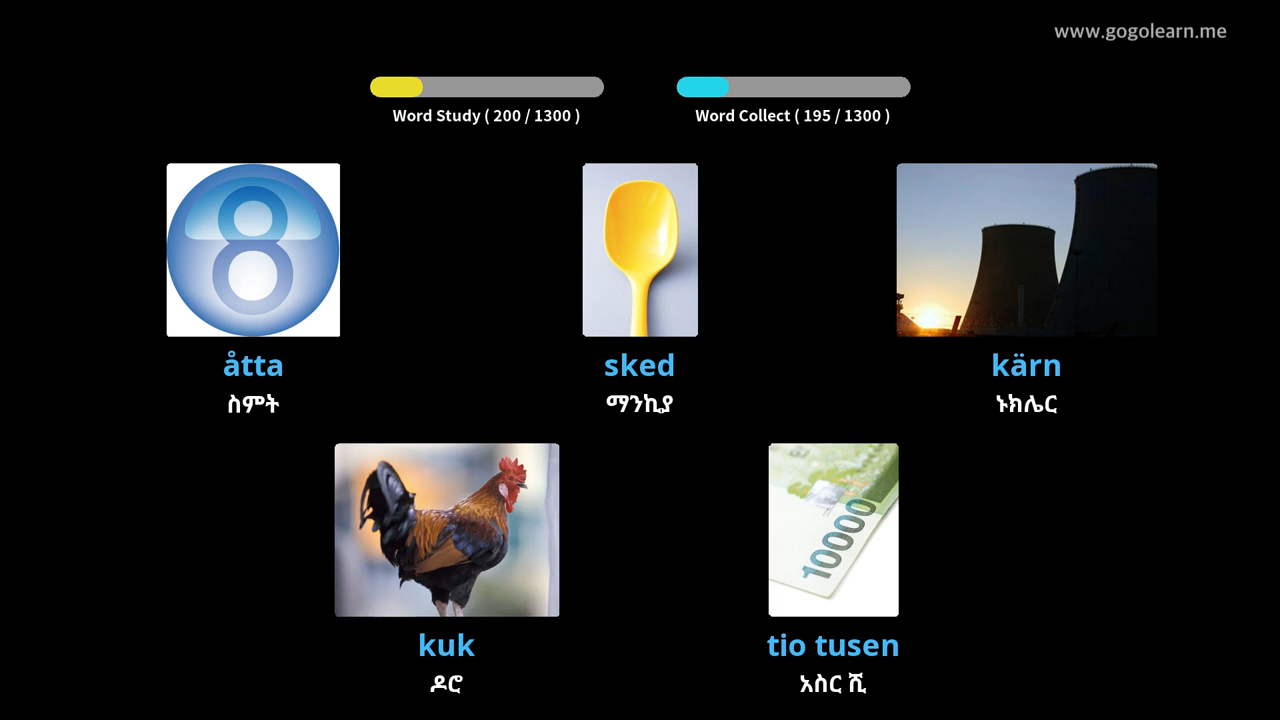 www.gogolearn.me
Word Study ( 200 / 1300 )
Word Collect ( 195 / 1300 )
8
åtta
ስምት
sked
ማንኪያ
kärn
ኑክሌር
10000
kuk
ዶሮ
tio tusen
አስር ሺ